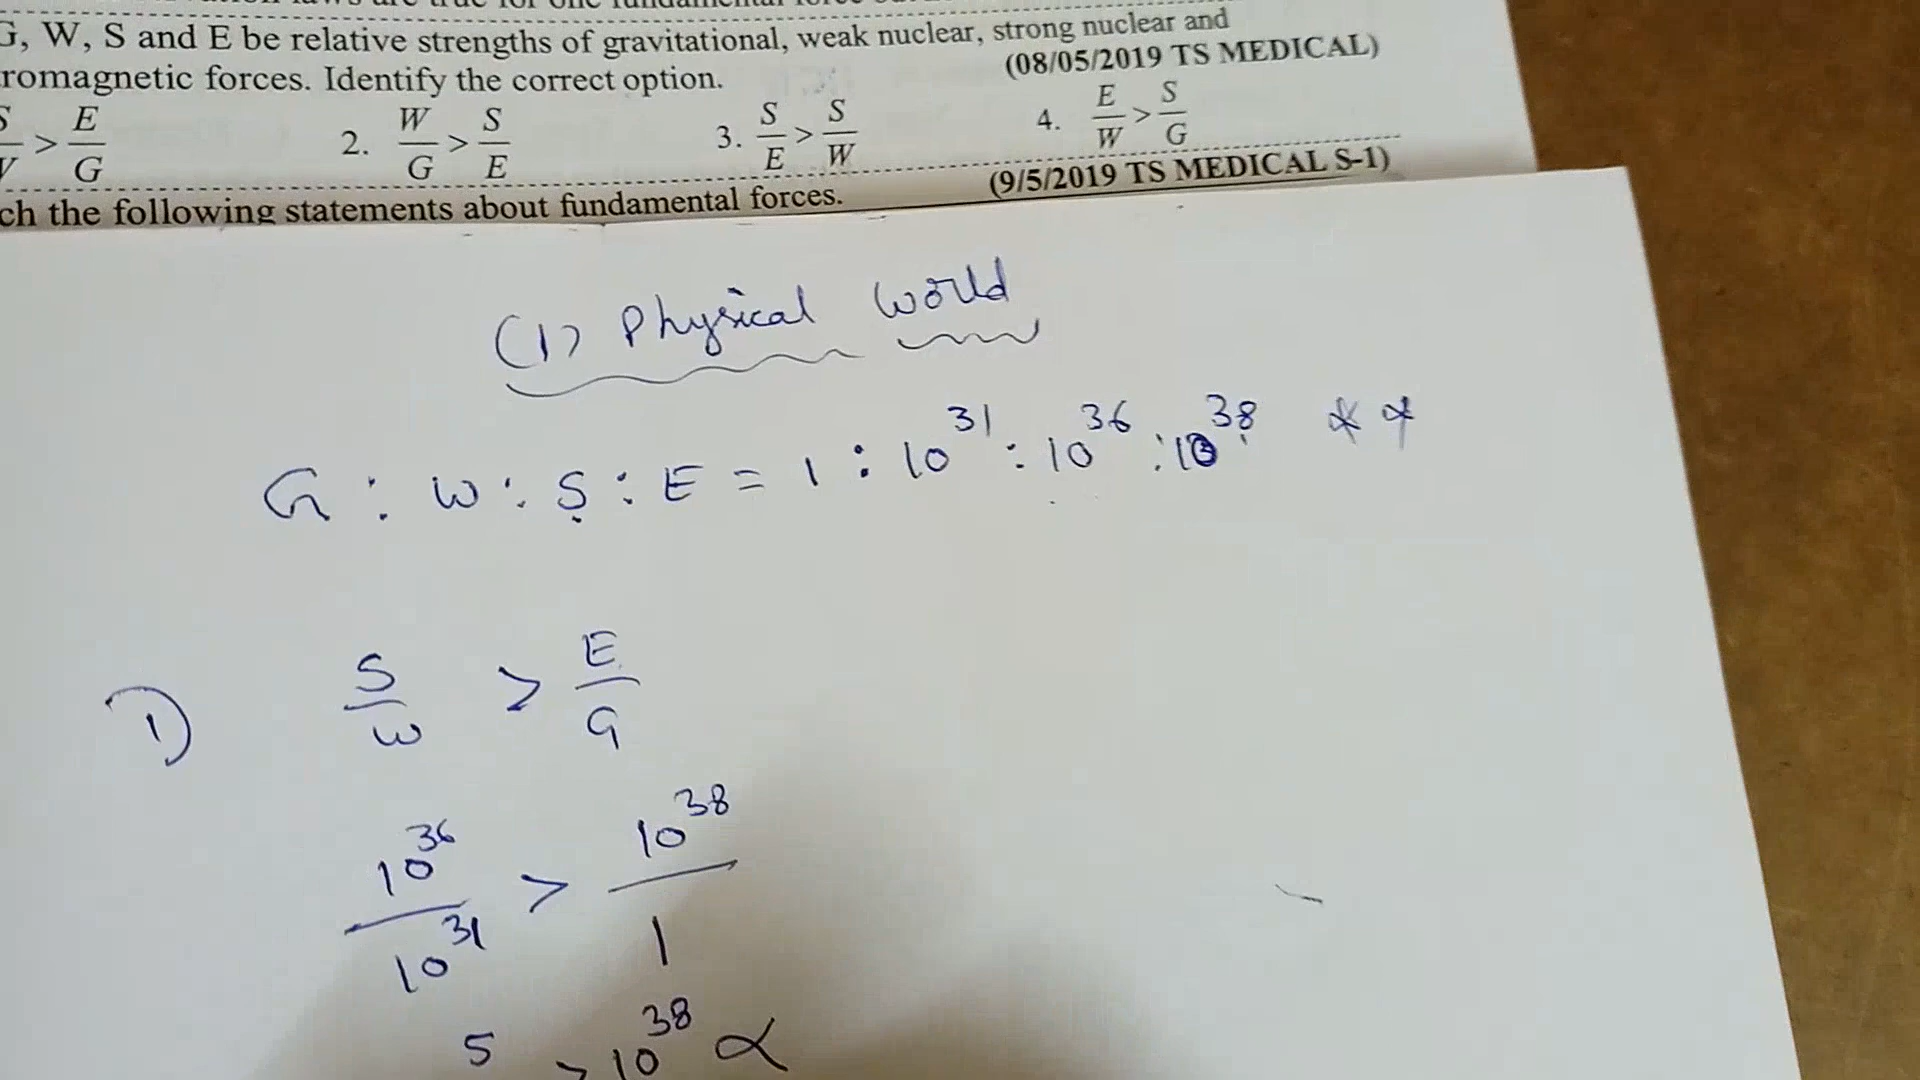 G, W, S and E be relative strengths of gravitational, weak nuclear, strong nuclear and
romagnetic forces. Identify the correct option. (08/05/2019 TS MEDICAL)
> E/G 2. W/G > S/E 3. S/E > S/W 4. E/W > S/G
ch the following statements about fundamental forces. (9/5/2019 TS MEDICAL S-1)
(1) Physical World
G : W : S : E = 1 : 10^31 : 10^36 : 10^38 * *
1) S/W > E/G
10^36/10^31 > 10^38/1
5 > 10^38